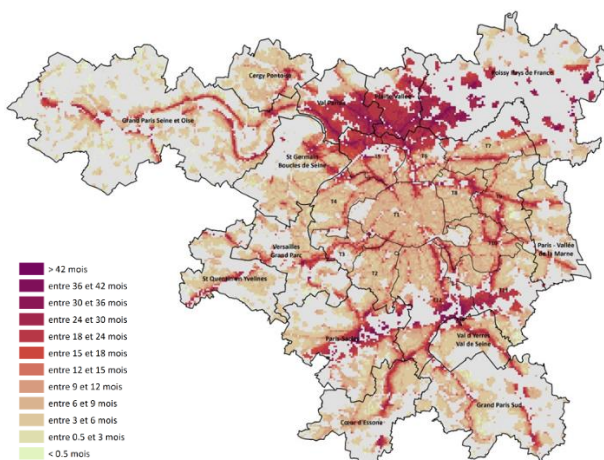 Cergy Pontoise
Roissy Pays de France
Val Parisis
Plaine Vallée
Grand Paris Seine et Oise
St Germain
Boucles de Seine
T7
T5
T6
T4
T8
T1
Versailles
Grand Parc
T3
T2
Paris - Vallée
de la Marne
St Quentin en Yvelines
T12
T11
Paris-Saclay
Val d'Yerres
Val de Seine
Grand Paris Sud
Cœur d'Essonne
> 42 mois
entre 36 et 42 mois
entre 30 et 36 mois
entre 24 et 30 mois
entre 18 et 24 mois
entre 15 et 18 mois
entre 12 et 15 mois
entre 9 et 12 mois
entre 6 et 9 mois
entre 3 et 6 mois
entre 0.5 et 3 mois
< 0.5 mois